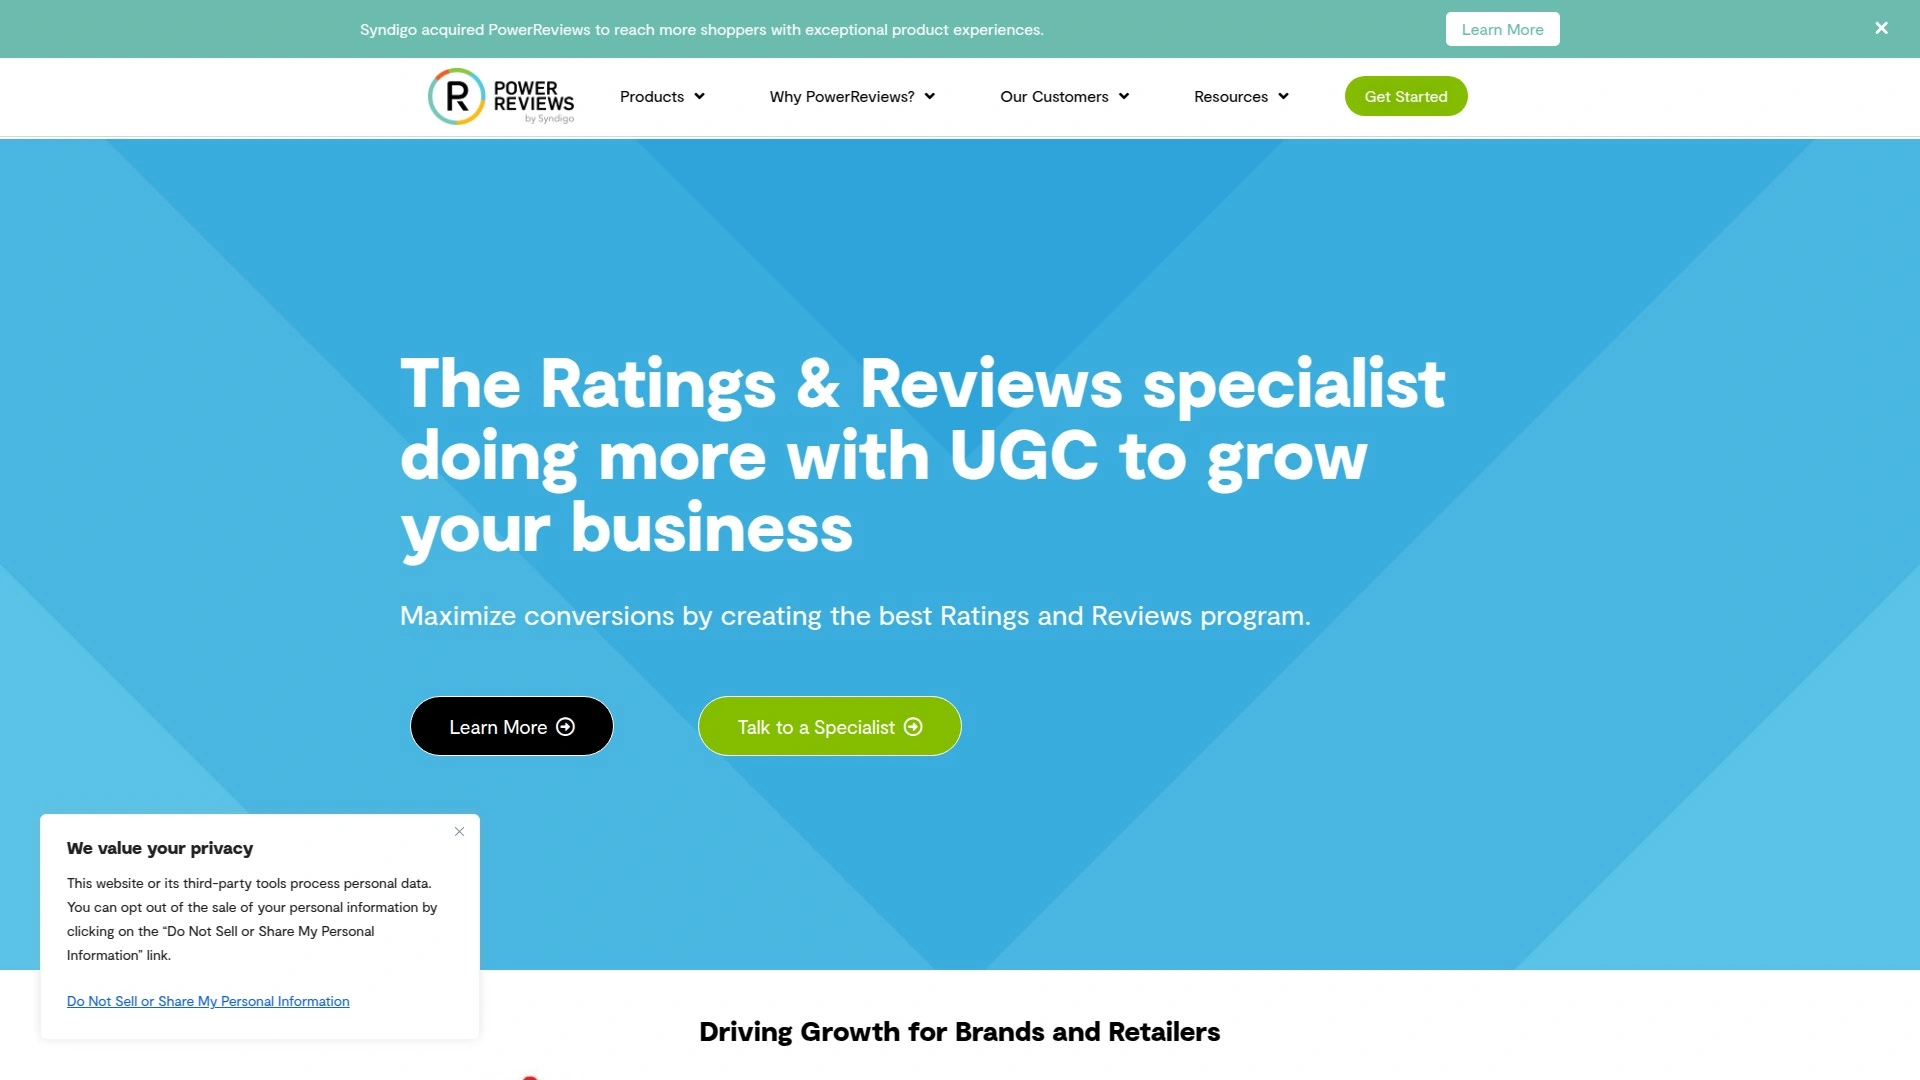 Syndigo acquired PowerReviews to reach more shoppers with exceptional product experiences.
Learn More
R
POWER
REVIEWS
by Syndigo
Products
Why PowerReviews?
Our Customers
Resources
Get Started
The Ratings & Reviews specialist
doing more with UGC to grow
your business
Maximize conversions by creating the best Ratings and Reviews program.
Learn More
Talk to a Specialist
We value your privacy
This website or its third-party tools process personal data.
You can opt out of the sale of your personal information by
clicking on the “Do Not Sell or Share My Personal
Information” link.
Do Not Sell or Share My Personal Information
Driving Growth for Brands and Retailers